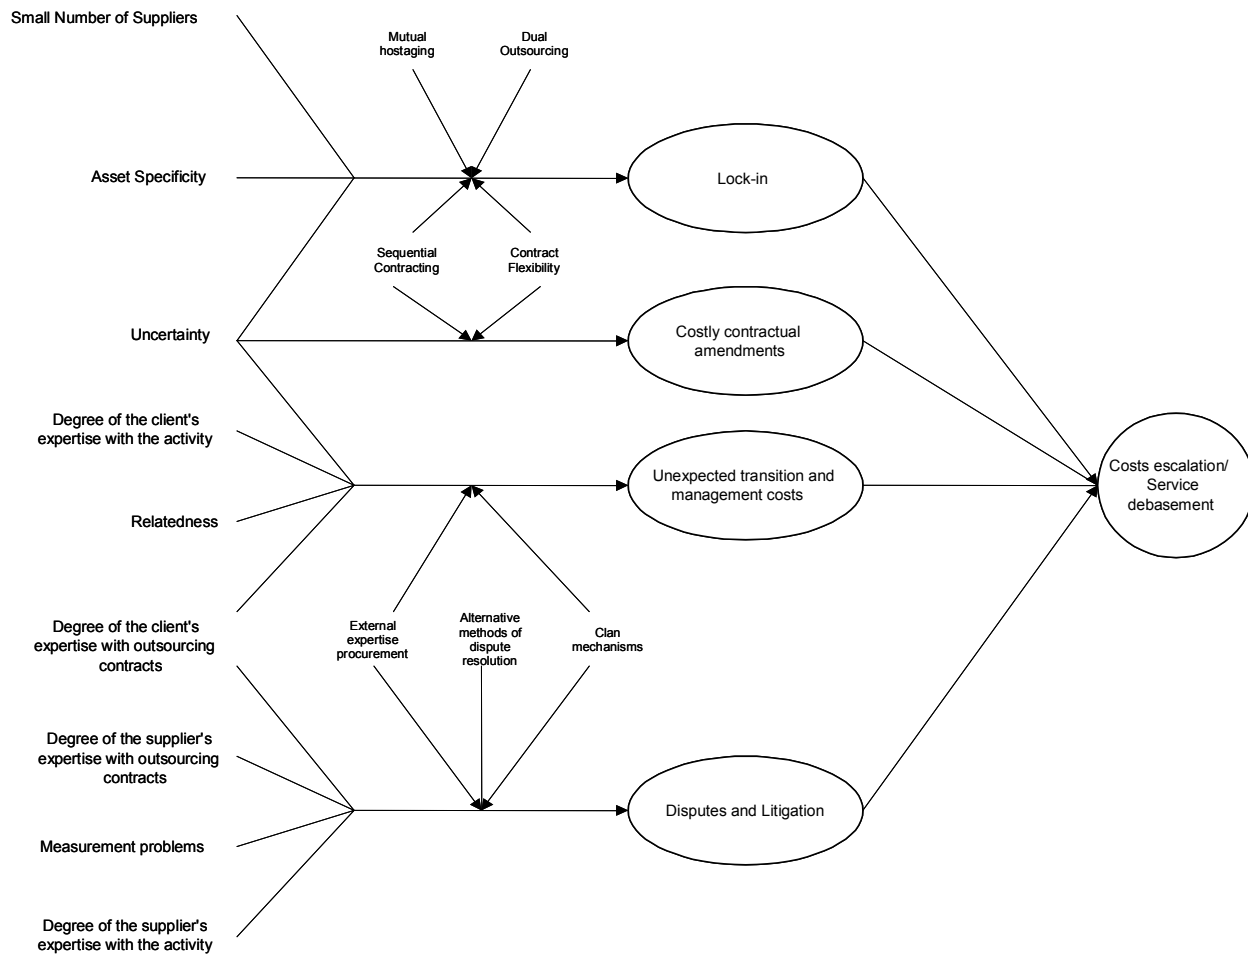 Small Number of Suppliers
Mutual
hostaging
Dual
Outsourcing
Asset Specificity
Lock-in
Sequential
Contracting
Contract
Flexibility
Uncertainty
Costly contractual
amendments
Degree of the client's
expertise with the activity
Unexpected transition and
management costs
Costs escalation/
Service
debasement
Relatedness
Degree of the client's
expertise with outsourcing
contracts
External
expertise
procurement
Alternative
methods of
dispute
resolution
Clan
mechanisms
Degree of the supplier's
expertise with outsourcing
contracts
Disputes and Litigation
Measurement problems
Degree of the supplier's
expertise with the activity